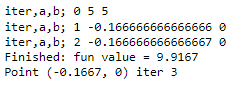 iter,a,b; 0 5 5
iter,a,b; 1 -0.166666666666666 0
iter,a,b; 2 -0.166666666666667 0
Finished: fun value = 9.9167
Point (-0.1667, 0) iter 3